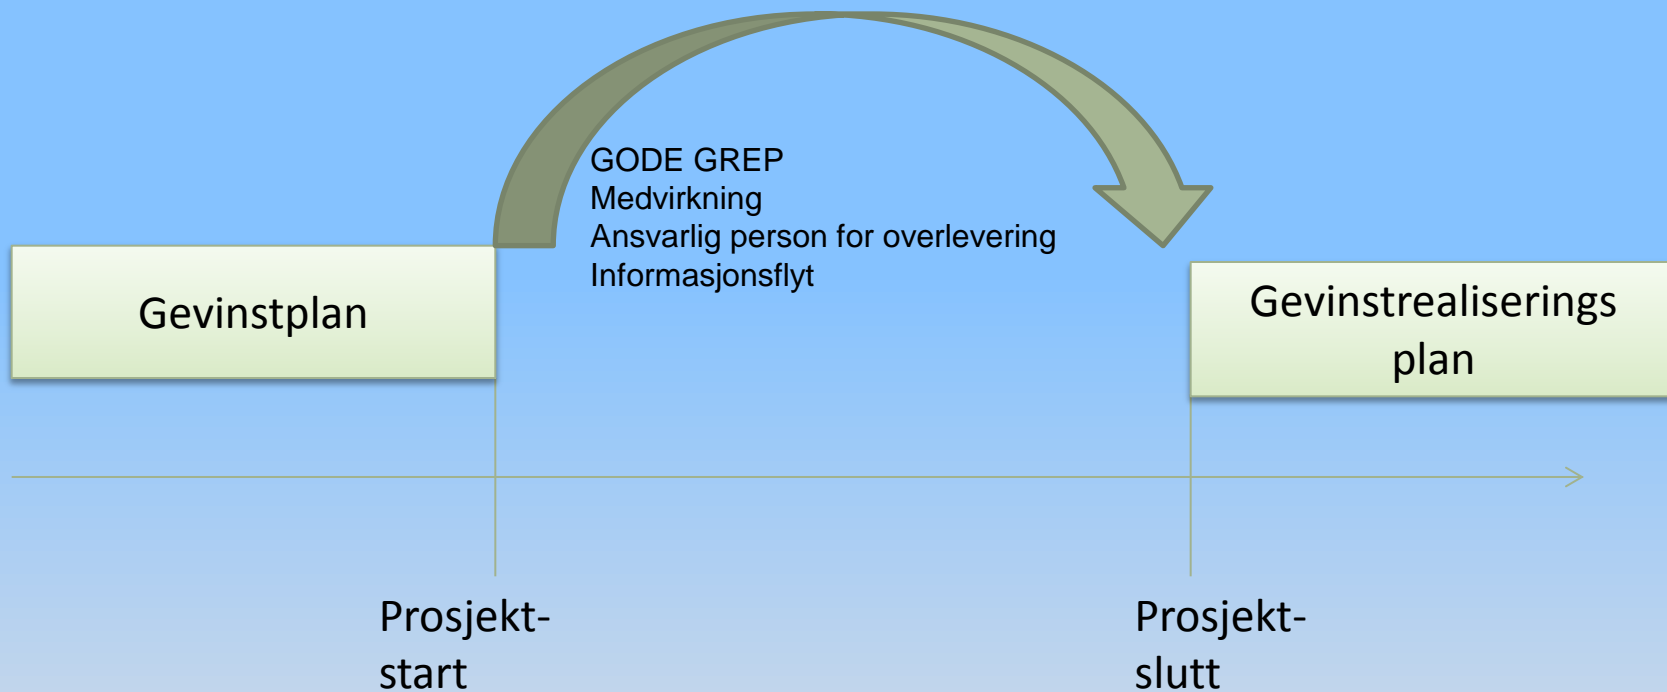 GODE GREP
Medvirkning
Ansvarlig person for overlevering
Informasjonsflyt
Gevinstplan
Gevinstrealiserings
plan
Prosjekt-
start
Prosjekt-
slutt